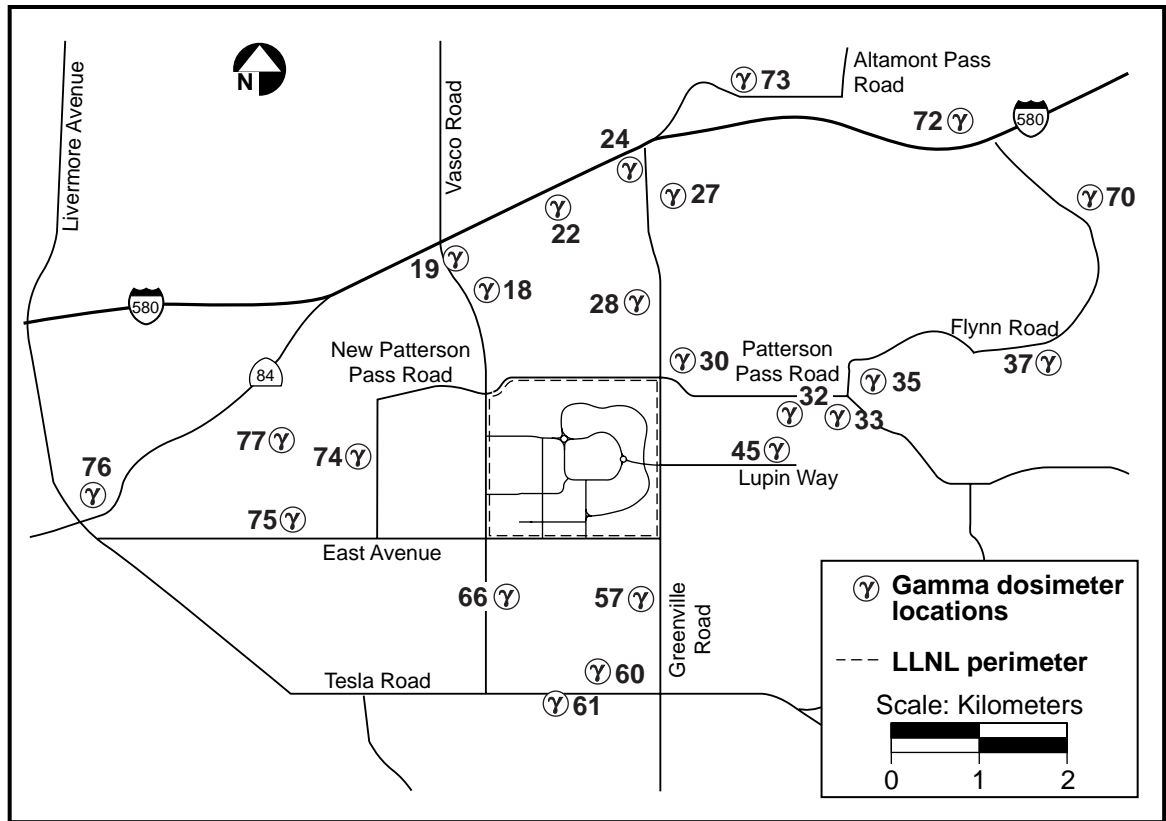 Altamont Pass
Road
γ 73
72 γ
580
Livermore Avenue
N
Vasco Road
24
γ
γ 27
γ 70
γ
22
19 γ
γ 18
28 γ
580
Flynn Road
New Patterson
Pass Road
γ 30
Patterson
Pass Road
37 γ
84
γ 35
32
γ
γ 33
77 γ
74 γ
45 γ
Lupin Way
76
γ
75 γ
East Avenue
66 γ
57 γ
Greenville
Road
γ 60
Tesla Road
γ 61
γ Gamma dosimeter
locations
LLNL perimeter
Scale: Kilometers
0 1 2